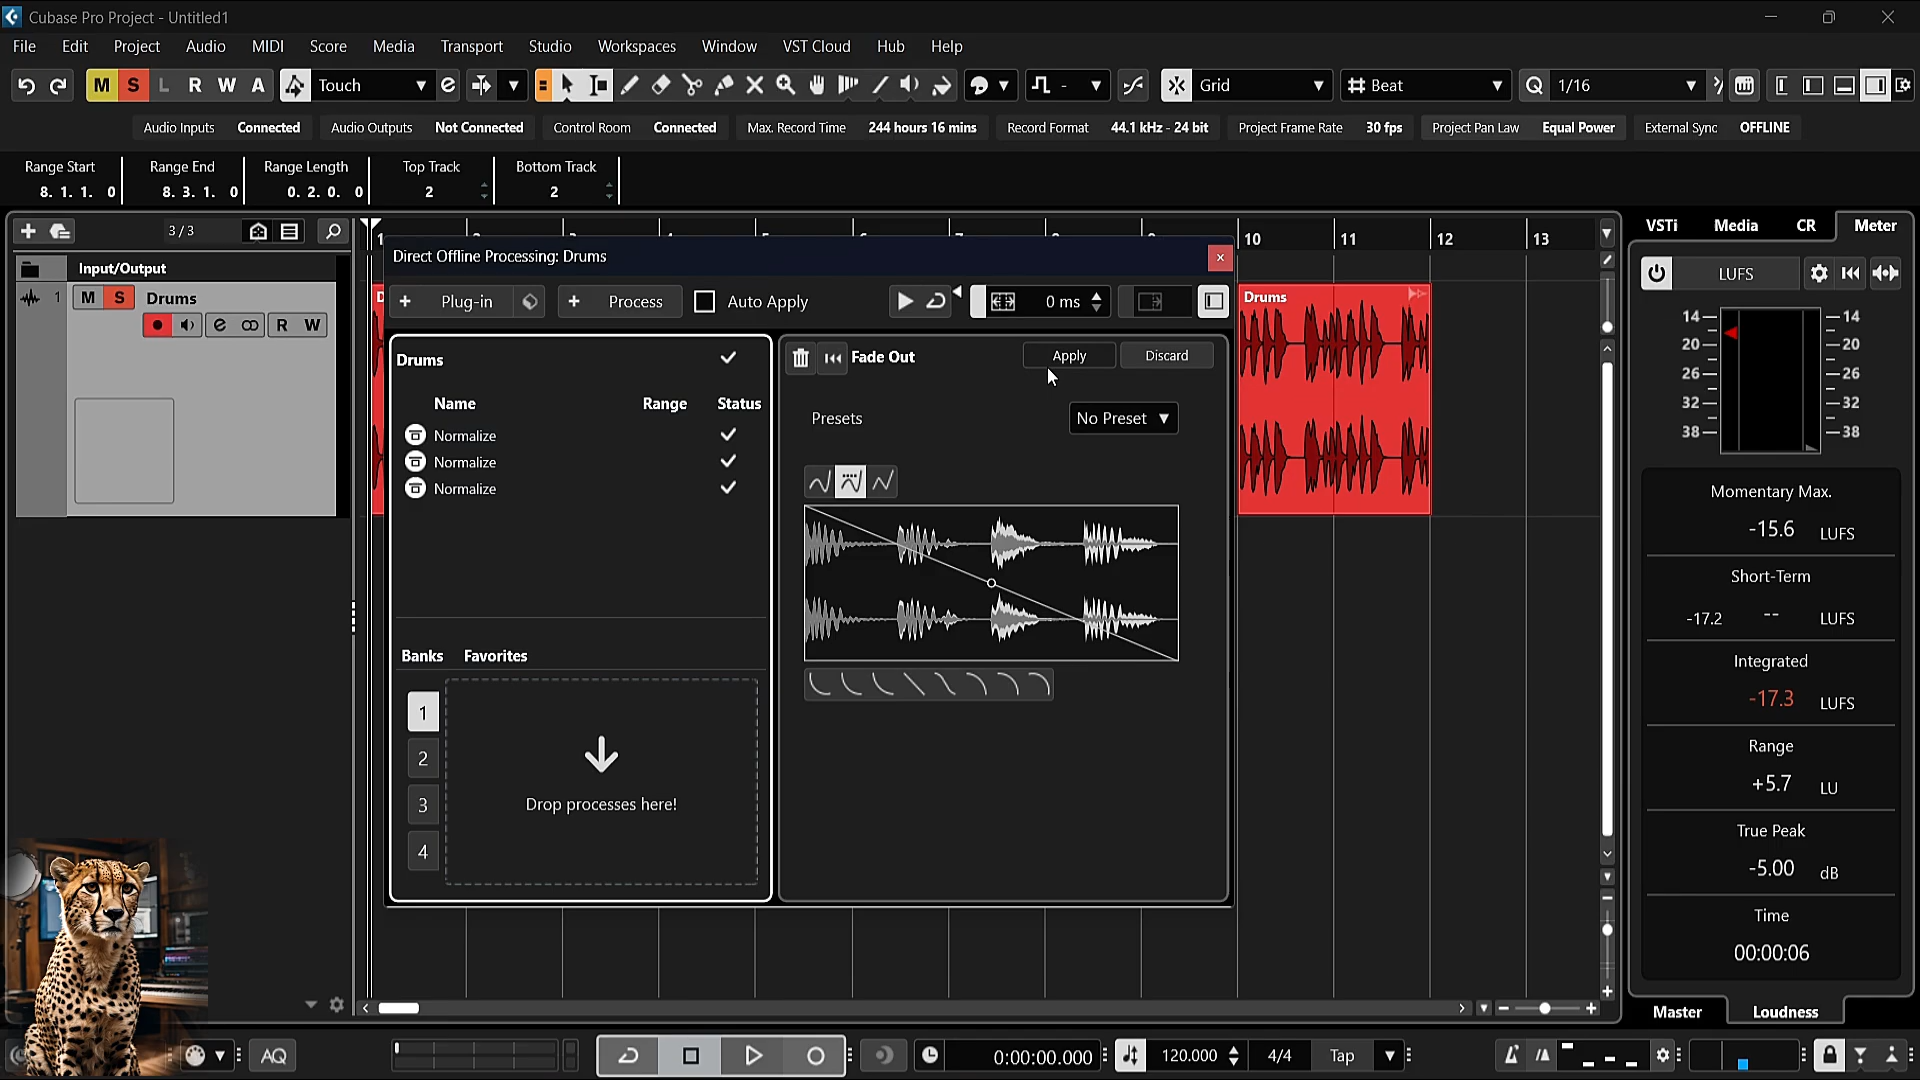 Cubase Pro Project - Untitled1
File Edit Project Audio MIDI Score Media Transport Studio Workspaces Window VST Cloud Hub Help
M S L R W A Touch Grid Beat Q 1/16
Audio Inputs Connected Audio Outputs Not Connected Control Room Connected Max. Record Time 244 hours 16 mins Record Format 44.1 kHz - 24 bit Project Frame Rate 30 fps Project Pan Law Equal Power External Sync OFFLINE
Range Start Range End Range Length Top Track Bottom Track
8. 1. 1. 0 8. 3. 1. 0 0. 2. 0. 0 2 2
3 / 3 10 11 12 13
VSTi Media CR Meter
Direct Offline Processing: Drums
Input/Output
LUFS
1 M S Drums
R W
+ Plug-in + Process Auto Apply 0 ms
Drums
14 14
20 20
26 26
32 32
38 38
Drums
Fade Out Apply Discard
Name Range Status
Presets No Preset
Normalize
Normalize
Normalize
Momentary Max.
-15.6 LUFS
Short-Term
-17.2 -- LUFS
Integrated
-17.3 LUFS
Range
+5.7 LU
True Peak
-5.00 dB
Time
00:00:06
Banks Favorites
1
2
3
4
Drop processes here!
Master Loudness
AQ 0:00:00.000 120.000 4/4 Tap